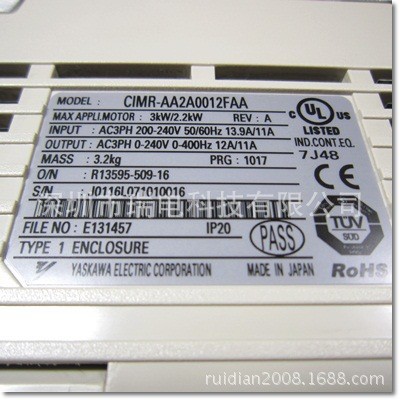 MODEL : CIMR-AA2A0012FAA
MAX APPLI.MOTOR : 3kW/2.2kW REV : A
INPUT : AC3PH 200-240V 50/60Hz 13.9A/11A
OUTPUT : AC3PH 0-240V 0-400Hz 12A/11A
MASS : 3.2kg PRG : 1017
O/N : R13595-509-16
S/N : J0116L071010016
深圳市瑞电科技有限公司
FILE NO : E131457 IP20
TYPE 1 ENCLOSURE
PASS
YASKAWA ELECTRIC CORPORATION MADE IN JAPAN
C UL US
LISTED
IND.CONT.EQ.
7J48
TÜV
SÜD
RoHS
ruidian2008.1688.com